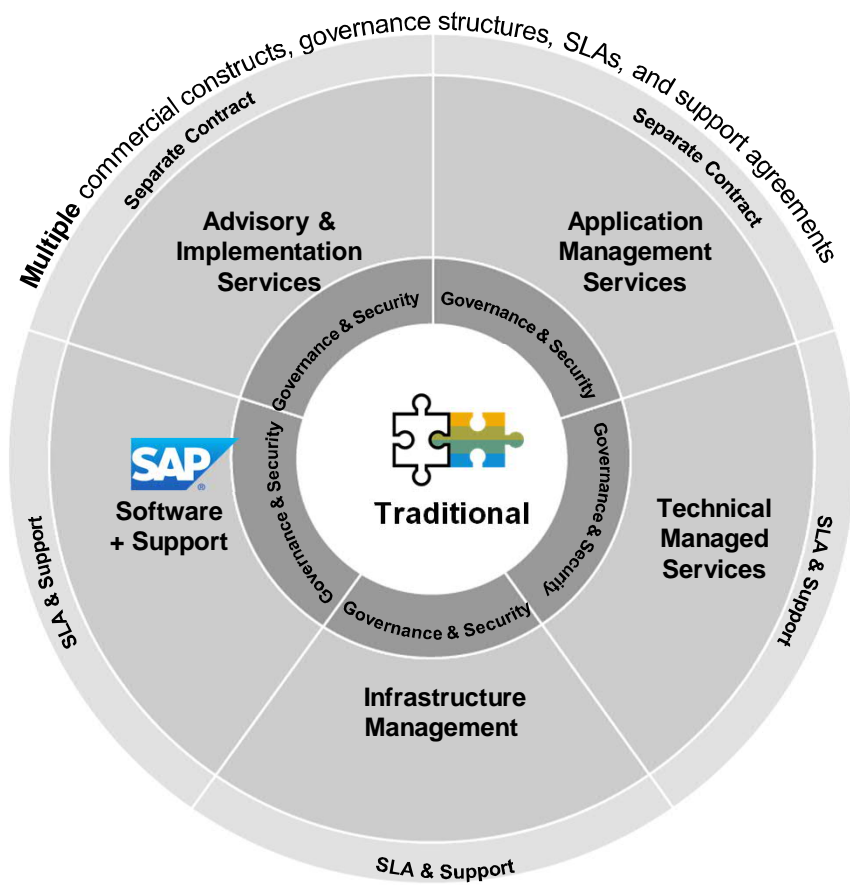 Multiple commercial constructs, governance structures, SLAs, and support agreements
Separate Contract
Separate Contract
Advisory &
Implementation
Services
Application
Management
Services
Governance & Security
Governance & Security
SAP®
Software
+ Support
Governance & Security
Traditional
Governance & Security
Technical
Managed
Services
SLA & Support
SLA & Support
Governance & Security
Infrastructure
Management
SLA & Support